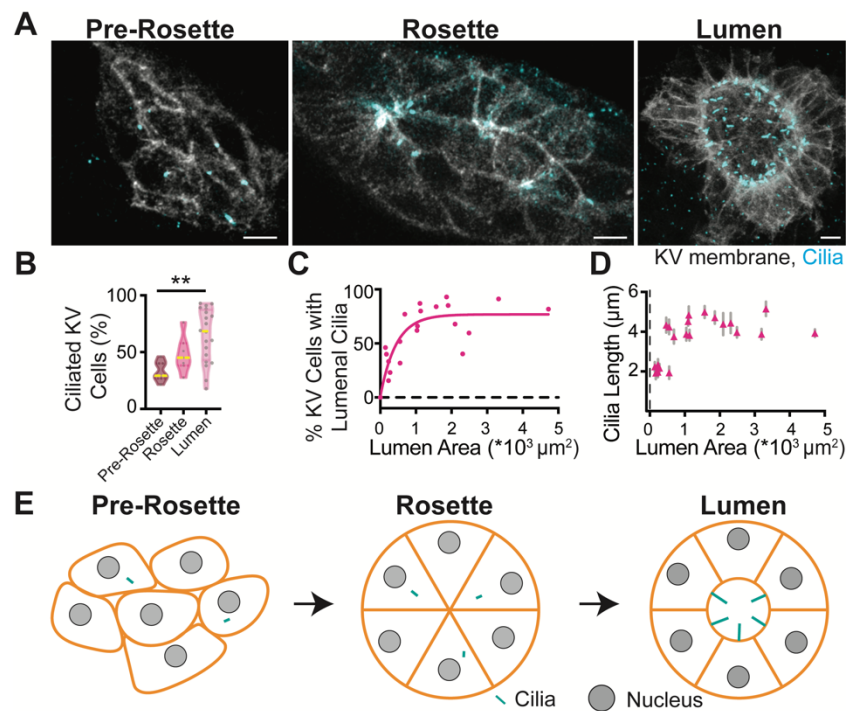 A
Pre-Rosette
Rosette
Lumen
KV membrane, Cilia
B
Ciliated KV
Cells (%)
100
50
0
**
Pre-Rosette
Rosette
Lumen
C
% KV Cells with
Lumenal Cilia
100
50
0
0 1 2 3 4 5
Lumen Area (*10³ µm²)
D
Cilia Length (µm)
6
4
2
0 1 2 3 4 5
Lumen Area (*10³ µm²)
E
Pre-Rosette
Rosette
Lumen
Cilia
Nucleus